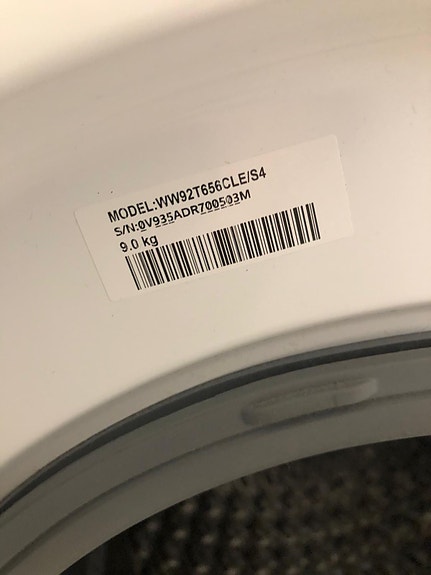 MODEL:WW92T656CLE/S4
S/N:0V935ADR700503M
9.0 kg